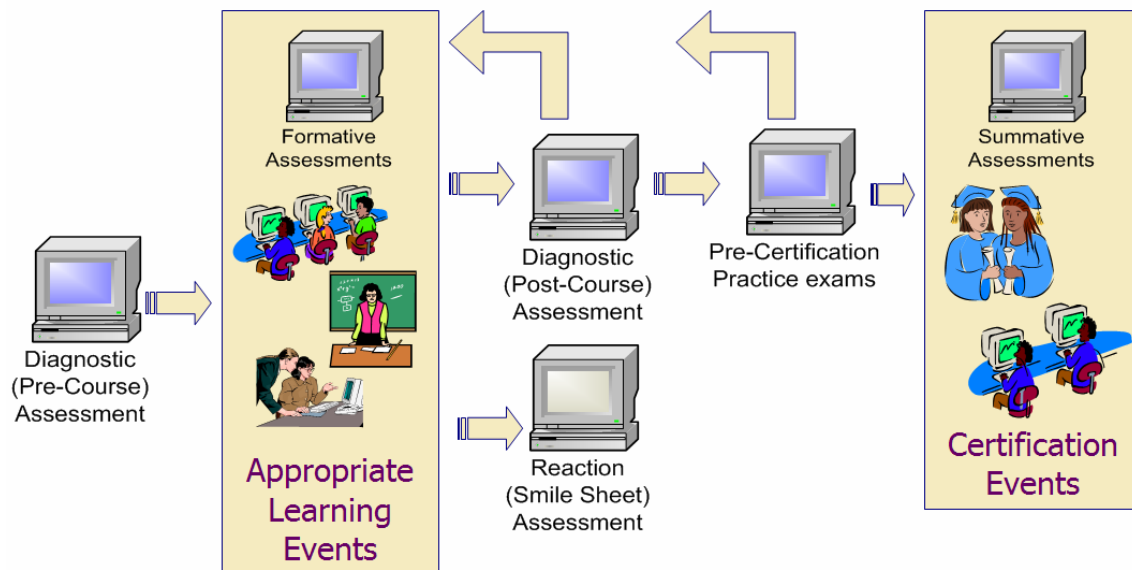 Diagnostic
(Pre-Course)
Assessment
Formative
Assessments
Appropriate
Learning
Events
Diagnostic
(Post-Course)
Assessment
Reaction
(Smile Sheet)
Assessment
Pre-Certification
Practice exams
Summative
Assessments
Certification
Events